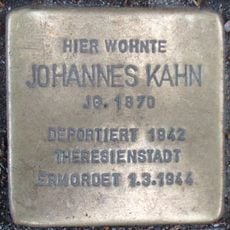 HIER WOHNTE
JOHANNES KAHN
JG. 1870
DEPORTIERT 1942
THERESIENSTADT
ERMORDET 1.3.1944